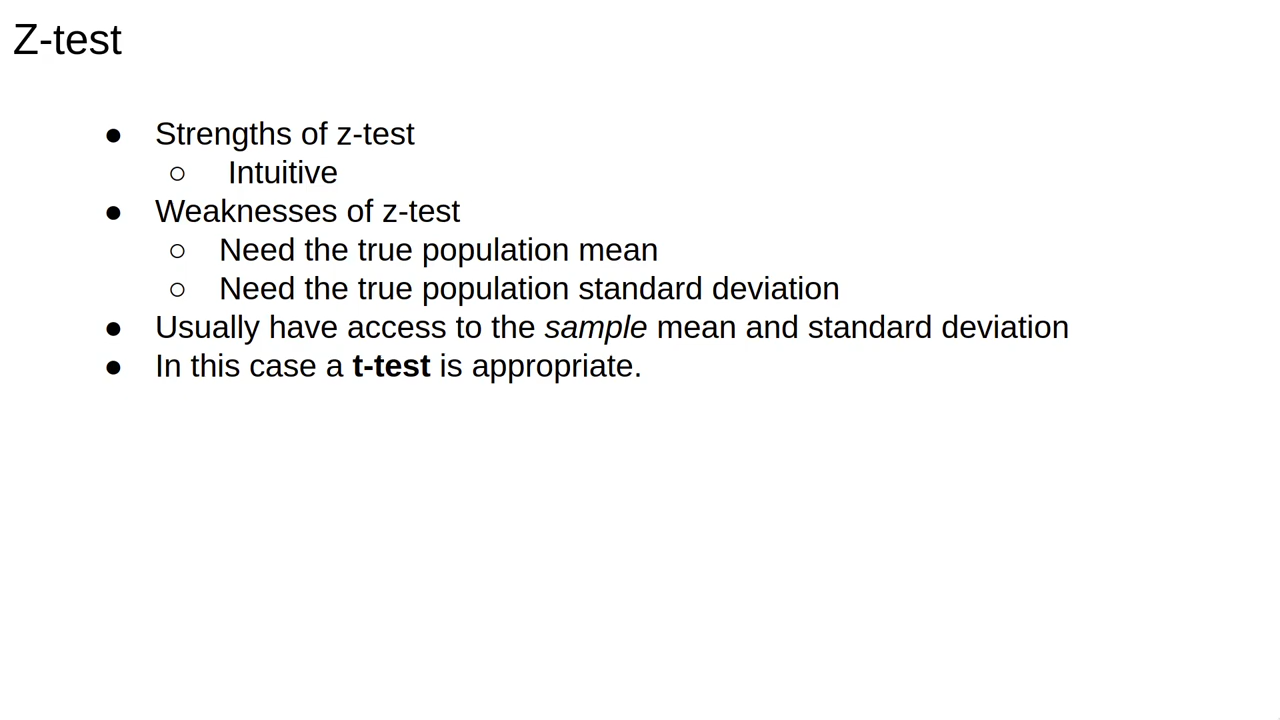 Z-test
● Strengths of z-test
○ Intuitive
● Weaknesses of z-test
○ Need the true population mean
○ Need the true population standard deviation
● Usually have access to the sample mean and standard deviation
● In this case a t-test is appropriate.